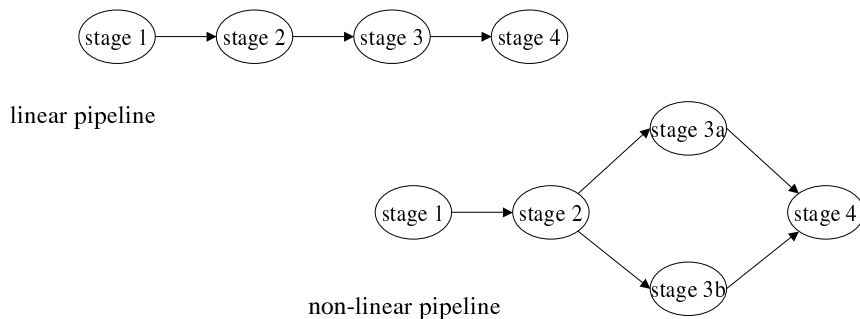 stage 1 stage 2 stage 3 stage 4
linear pipeline
stage 3a
stage 1 stage 2 stage 4
stage 3b
non-linear pipeline